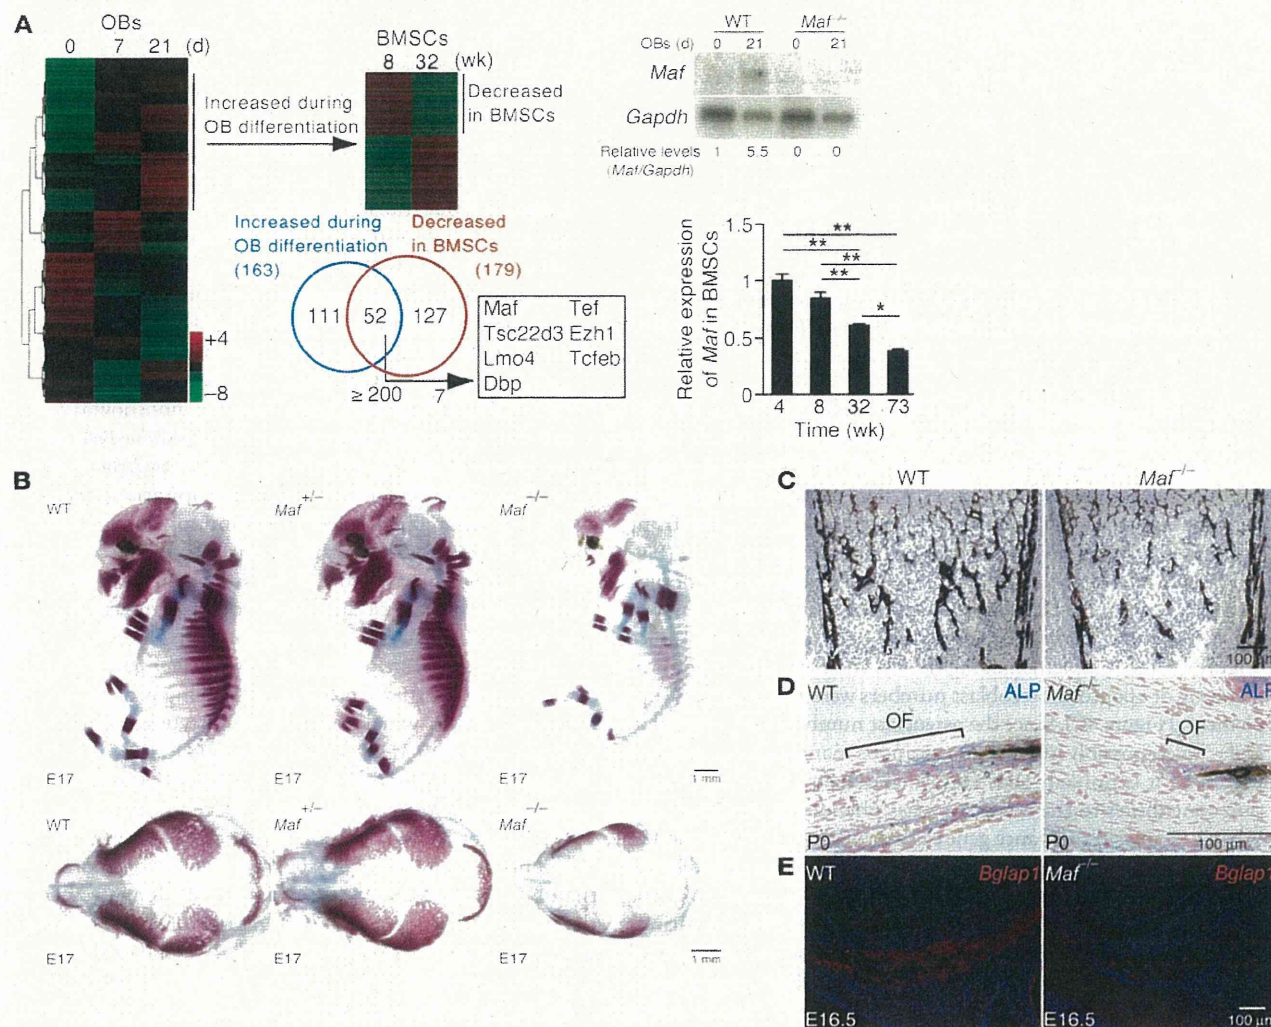 A
OBs
0 7 21 (d)
Increased during
OB differentiation
BMSCs
8 32 (wk)
Decreased
in BMSCs
+4
−8
Increased during
OB differentiation
(163)
Decreased
in BMSCs
(179)
111 52 127
≥200 7
Maf Tef
Tsc22d3 Ezh1
Lmo4 Tcfeb
Dbp
WT Maf−/−
OBs (d) 0 21 0 21
Maf
Gapdh
Relative levels 1 5.5 0 0
(Maf/Gapdh)
Relative expression
of Maf in BMSCs
1.5
1
0.5
0
**
**
**
**
*
4 8 32 73
Time (wk)
B
WT Maf+/− Maf−/−
E17 E17 E17 1 mm
WT Maf+/− Maf−/−
E17 E17 E17 1 mm
C
WT Maf−/−
100 μm
D
WT ALP Maf−/− ALP
OF OF
P0 P0 100 μm
E
WT Bglap1 Maf−/− Bglap1
E16.5 E16.5 100 μm